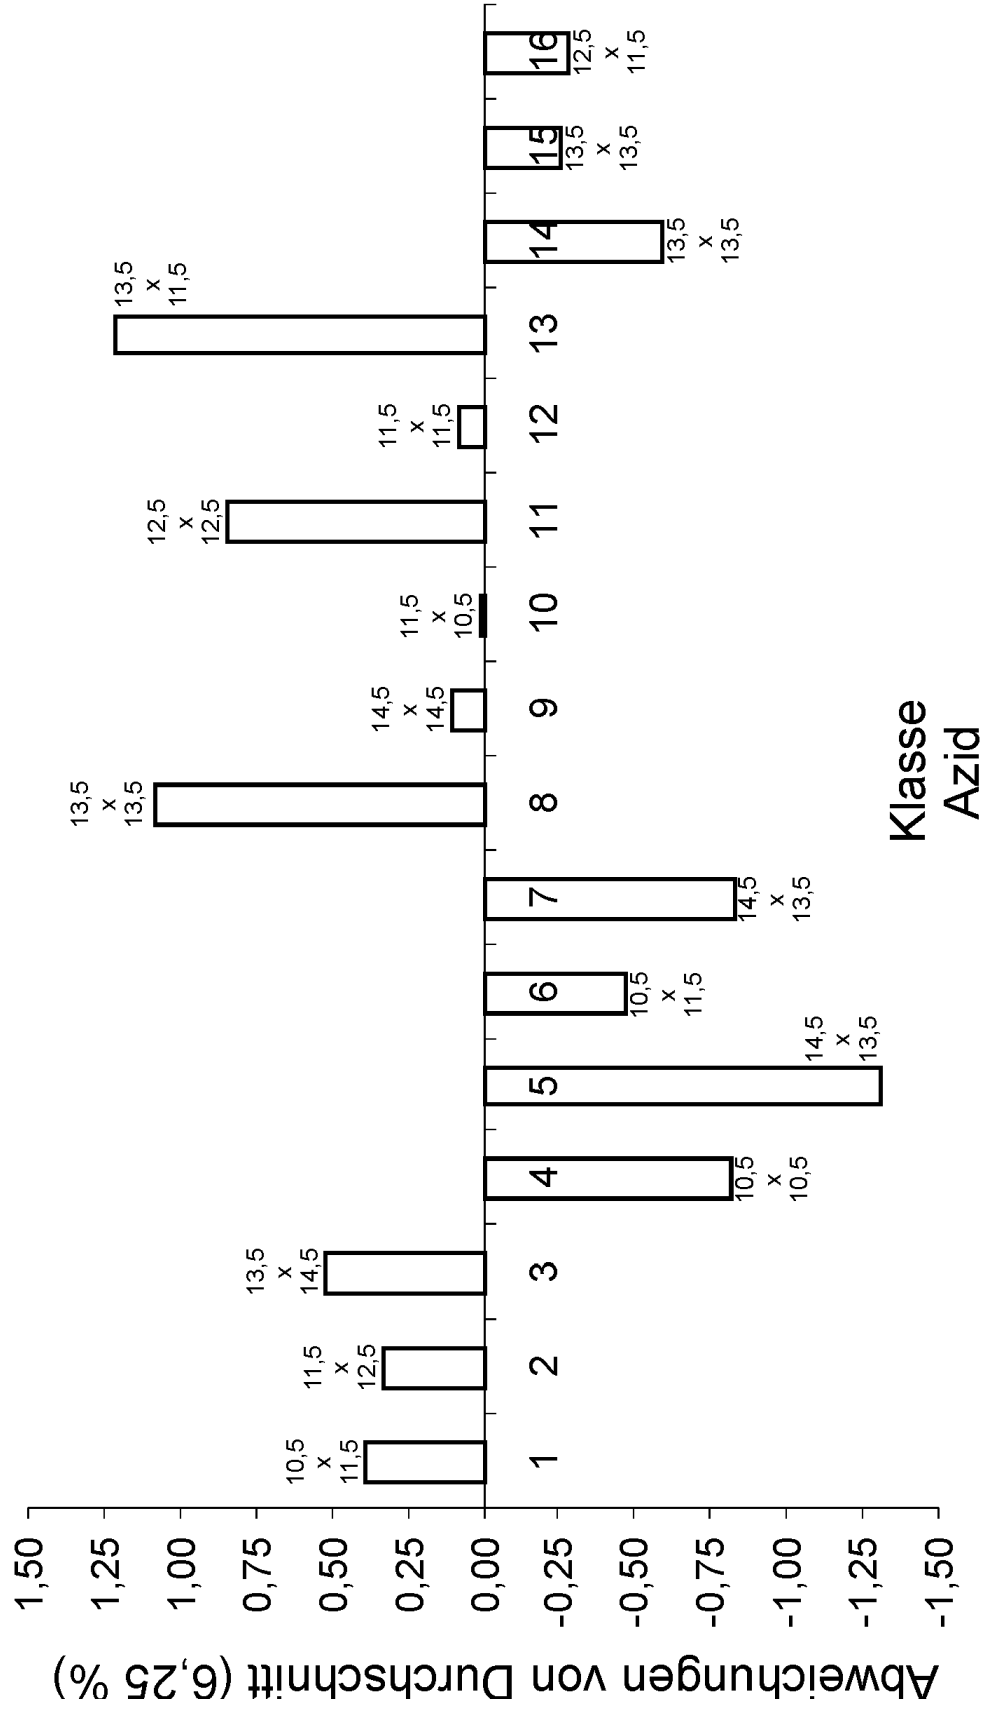 Abweichungen von Durchschnitt (6,25 %)
1,50
1,25
1,00
0,75
0,50
0,25
0,00
-0,25
-0,50
-0,75
-1,00
-1,25
-1,50
10,5
x
11,5
11,5
x
12,5
13,5
x
14,5
10,5
x
10,5
14,5
x
13,5
10,5
x
11,5
14,5
x
13,5
13,5
x
13,5
14,5
x
14,5
11,5
x
10,5
12,5
x
12,5
11,5
x
11,5
13,5
x
11,5
13,5
x
13,5
13,5
x
13,5
12,5
x
11,5
1 2 3 4 5 6 7 8 9 10 11 12 13 14 15 16
Klasse
Azid